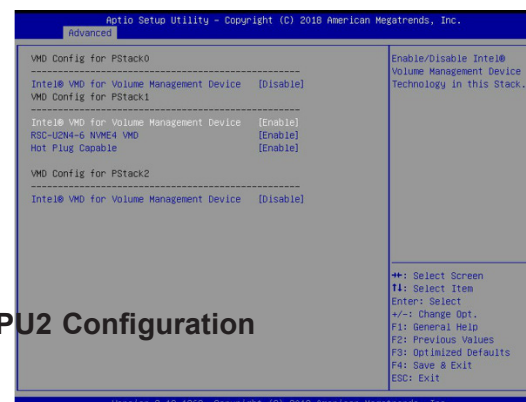 Aptio Setup Utility – Copyright (C) 2018 American Megatrends, Inc.
Advanced
VMD Config for PStack0
------------------------------------------------
Intel® VMD for Volume Management Device [Disable]
VMD Config for PStack1
------------------------------------------------
Intel® VMD for Volume Management Device [Enable]
RSC-U2N4-6 NVME4 VMD [Enable]
Hot Plug Capable [Enable]
VMD Config for PStack2
------------------------------------------------
Intel® VMD for Volume Management Device [Disable]
Enable/Disable Intel®
Volume Management Device
Technology in this Stack.
→←: Select Screen
↑↓: Select Item
Enter: Select
+/-: Change Opt.
F1: General Help
F2: Previous Values
F3: Optimized Defaults
F4: Save & Exit
ESC: Exit
PU2 Configuration